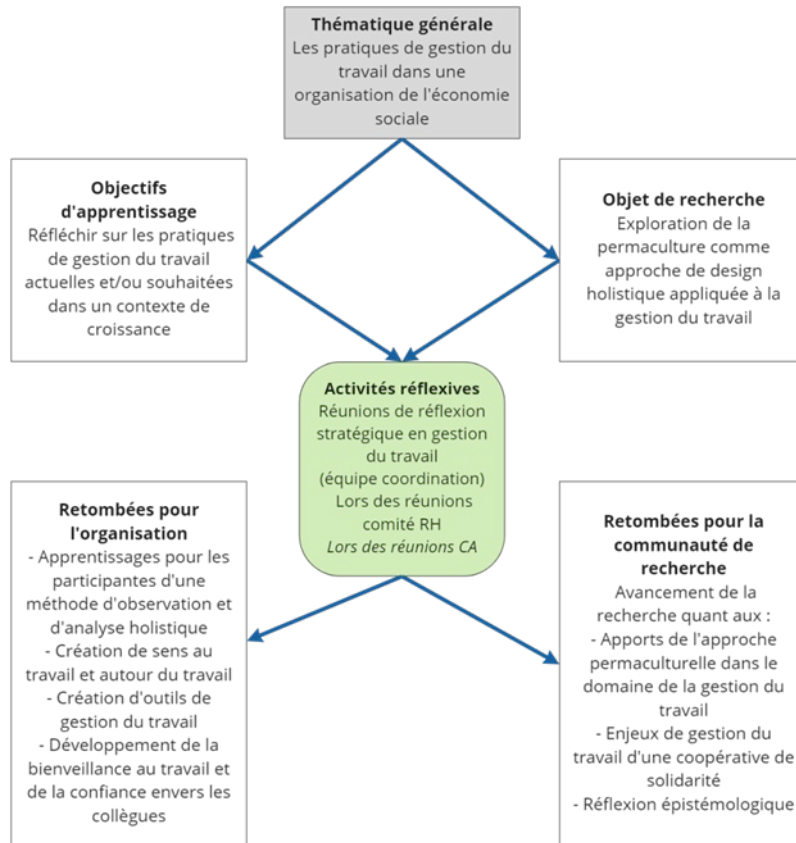 Thématique générale
Les pratiques de gestion du
travail dans une
organisation de l'économie
sociale
Objectifs
d'apprentissage
Réfléchir sur les pratiques
de gestion du travail
actuelles et/ou souhaitées
dans un contexte de
croissance
Objet de recherche
Exploration de la
permaculture comme
approche de design
holistique appliquée à la
gestion du travail
Activités réflexives
Réunions de réflexion
stratégique en gestion
du travail
(équipe coordination)
Lors des réunions
comité RH
Lors des réunions CA
Retombées pour
l'organisation
- Apprentissages pour les
participantes d'une
méthode d'observation et
d'analyse holistique
- Création de sens au
travail et autour du travail
- Création d'outils de
gestion du travail
- Développement de la
bienveillance au travail et
de la confiance envers les
collègues
Retombées pour la
communauté de
recherche
Avancement de la
recherche quant aux :
- Apports de l'approche
permaculturelle dans le
domaine de la gestion du
travail
- Enjeux de gestion du
travail d'une coopérative de
solidarité
- Réflexion épistémologique